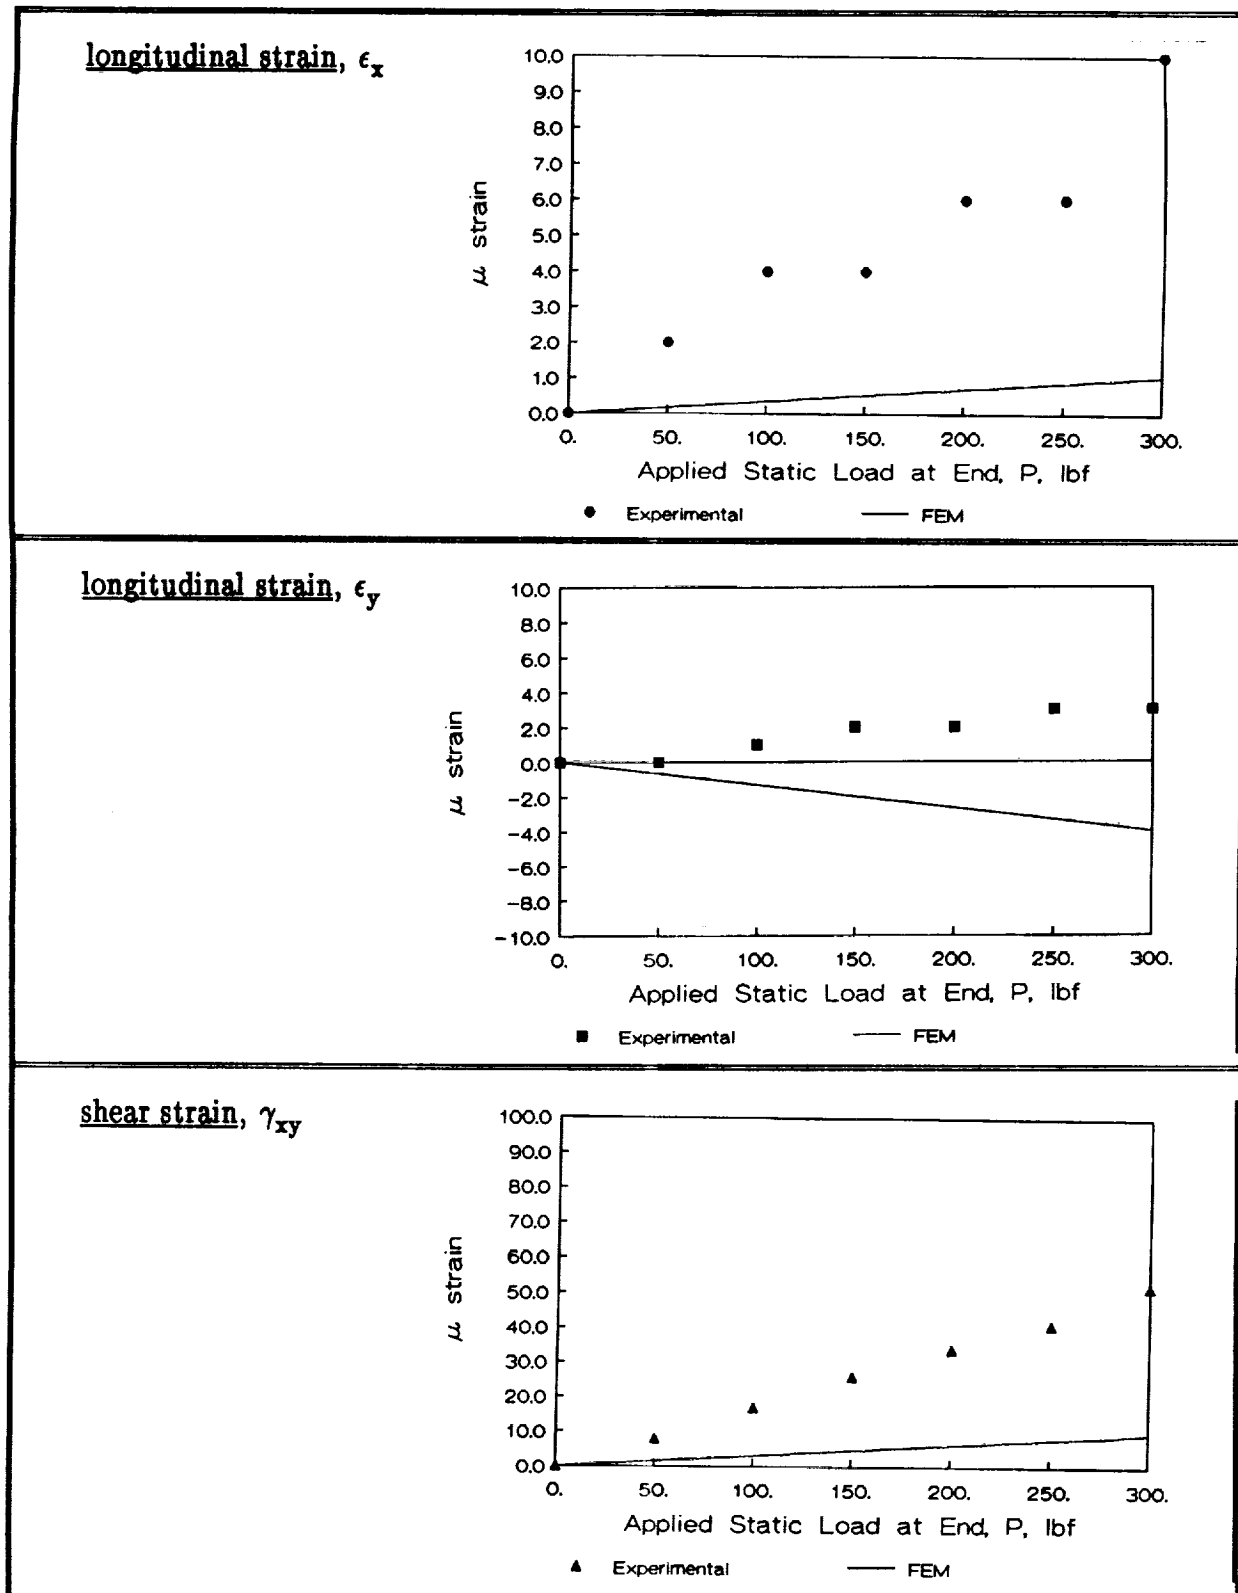 longitudinal strain, ϵx
10.0
9.0
8.0
7.0
6.0
5.0
4.0
3.0
2.0
1.0
0.0
μ strain
0. 50. 100. 150. 200. 250. 300.
Applied Static Load at End, P, lbf
Experimental FEM
longitudinal strain, ϵy
10.0
8.0
6.0
4.0
2.0
0.0
−2.0
−4.0
−6.0
−8.0
−10.0
μ strain
0. 50. 100. 150. 200. 250. 300.
Applied Static Load at End, P, lbf
Experimental FEM
shear strain, γxy
100.0
90.0
80.0
70.0
60.0
50.0
40.0
30.0
20.0
10.0
0.0
μ strain
0. 50. 100. 150. 200. 250. 300.
Applied Static Load at End, P, lbf
Experimental FEM